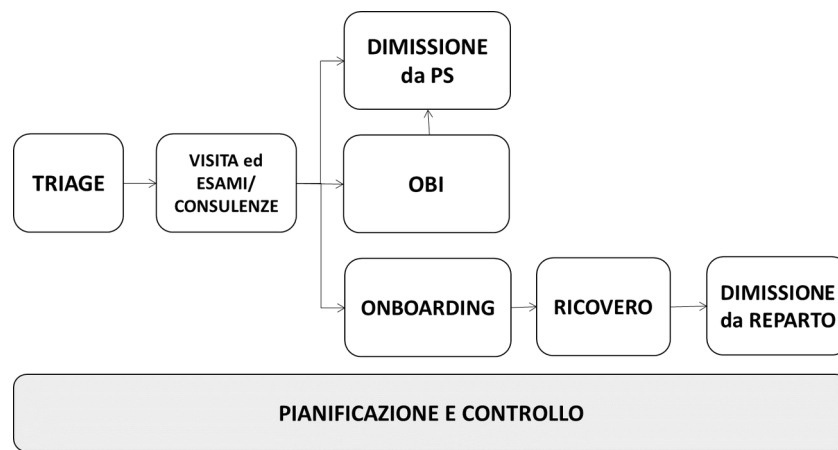 DIMISSIONE
da PS
TRIAGE
VISITA ed
ESAMI/
CONSULENZE
OBI
ONBOARDING
RICOVERO
DIMISSIONE
da REPARTO
PIANIFICAZIONE E CONTROLLO